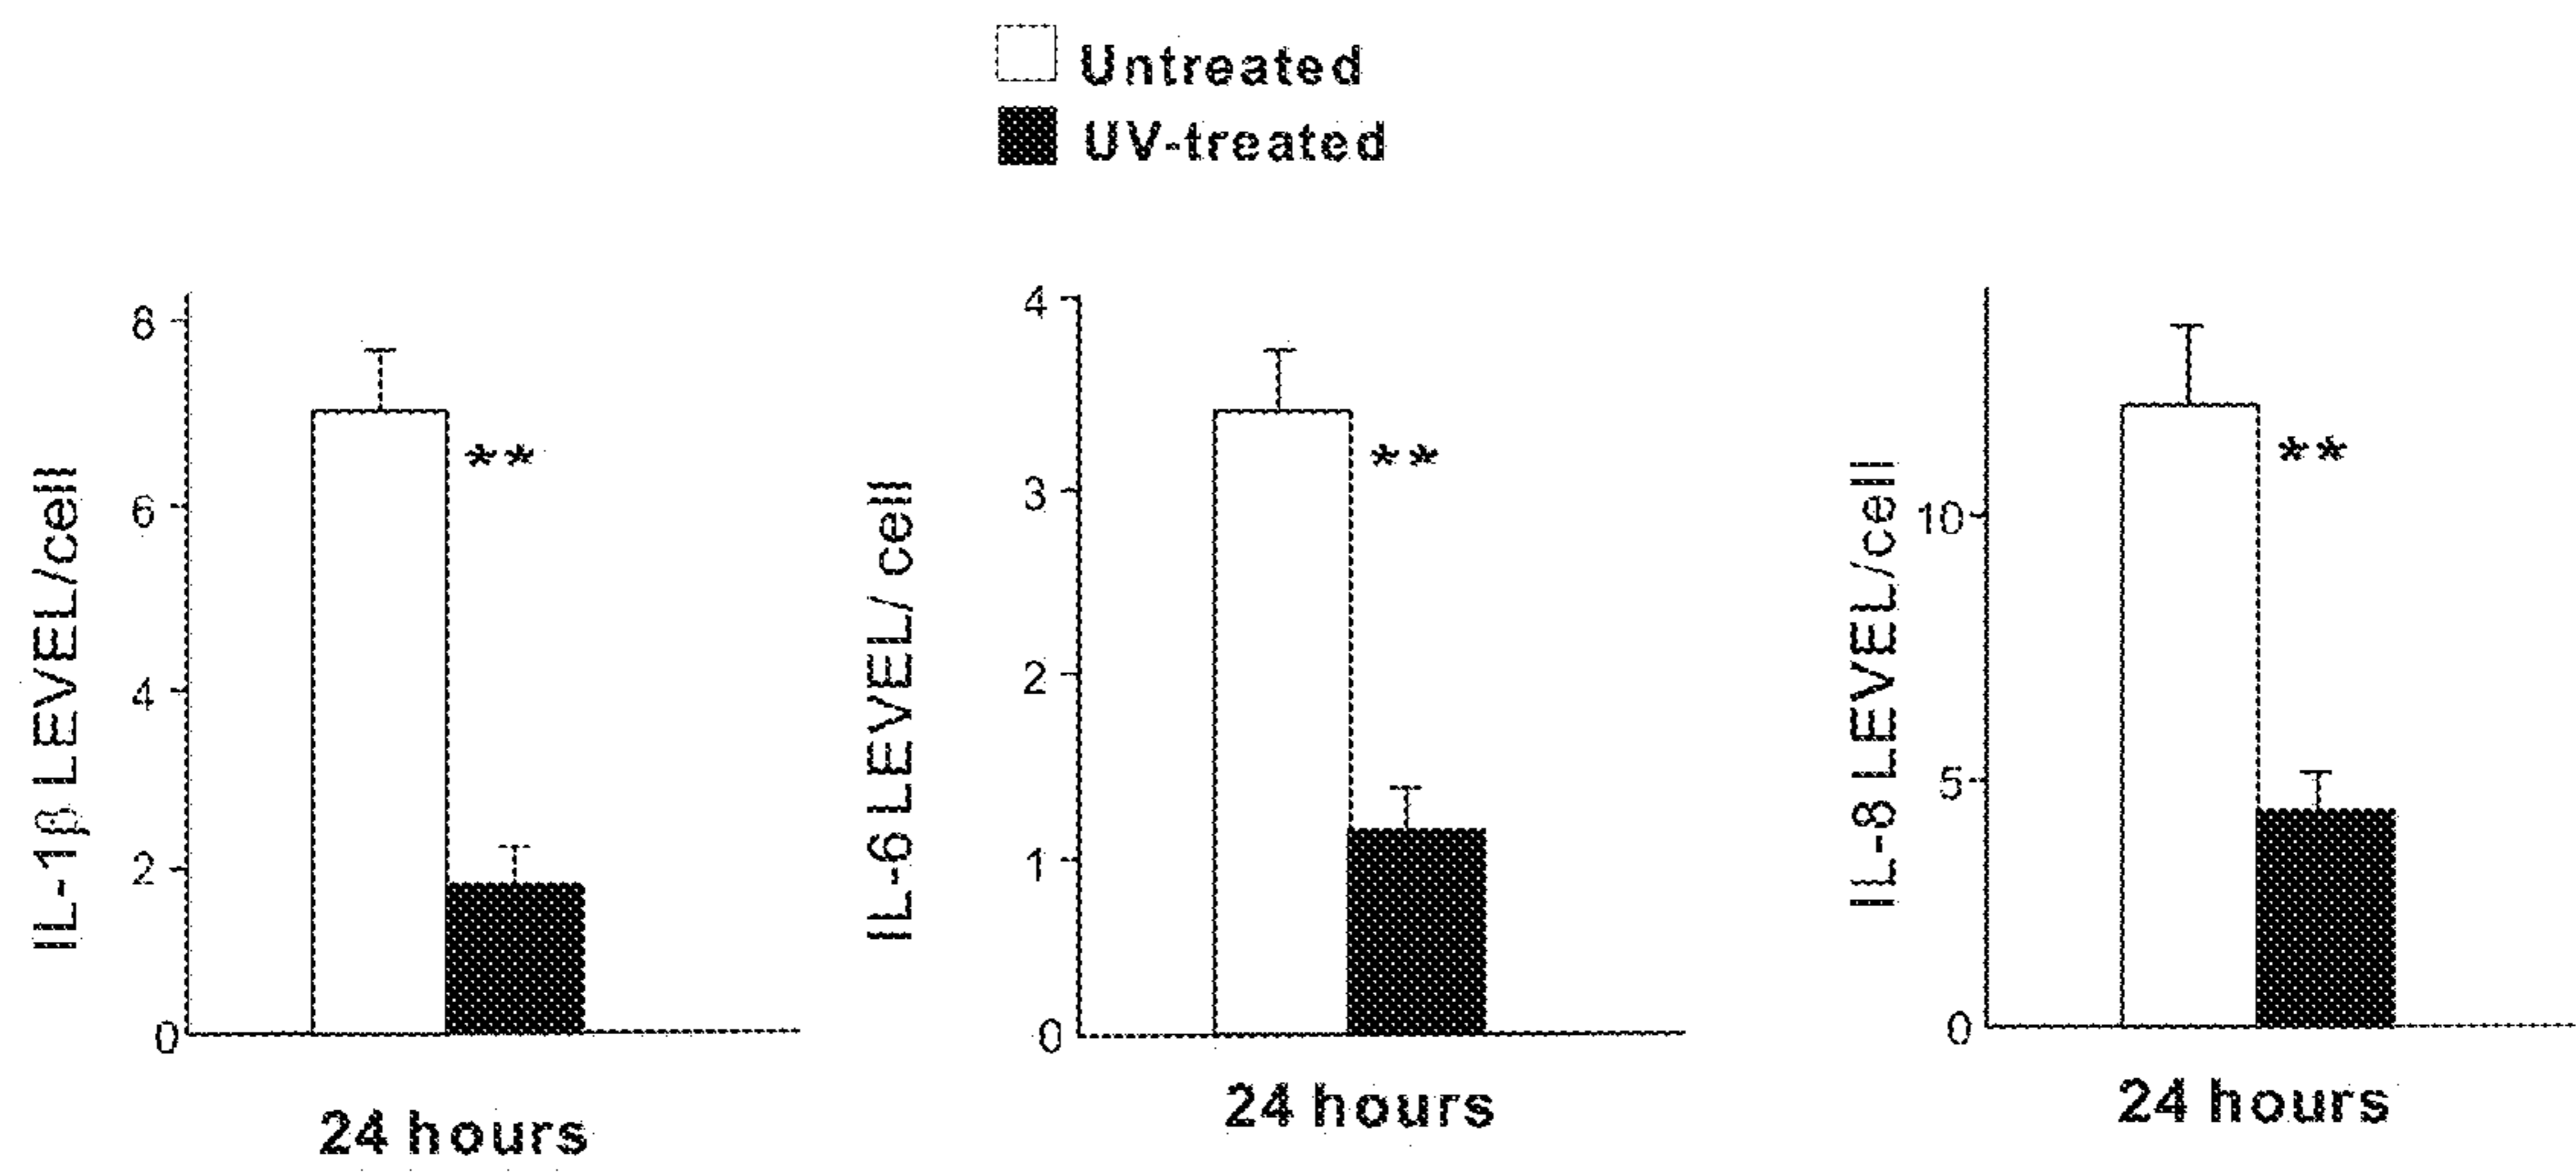 Untreated
UV-treated
IL-1β LEVEL/cell
8
6
4
2
0
**
24 hours
IL-6 LEVEL/ cell
4
3
2
1
0
**
24 hours
IL-8 LEVEL/cell
10
5
0
**
24 hours